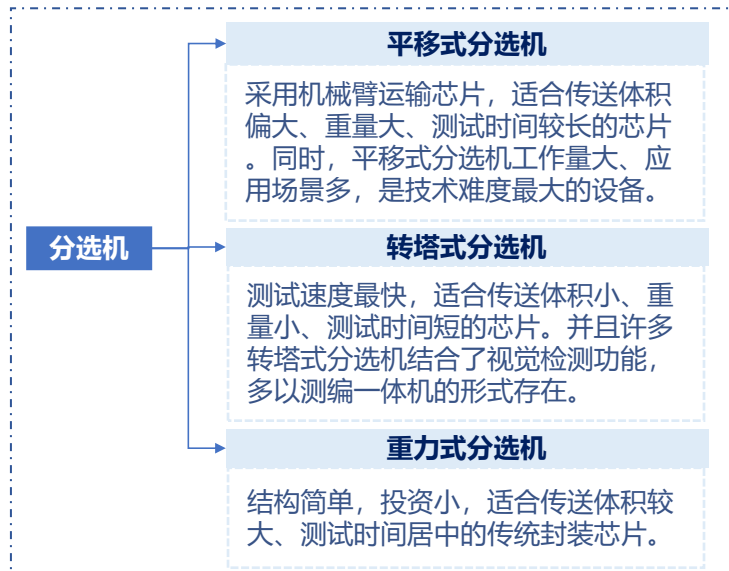 平移式分选机
采用机械臂运输芯片，适合传送体积
偏大、重量大、测试时间较长的芯片
。同时，平移式分选机工作量大、应
用场景多，是技术难度最大的设备。
分选机
转塔式分选机
测试速度最快，适合传送体积小、重
量小、测试时间短的芯片。并且许多
转塔式分选机结合了视觉检测功能，
多以测编一体机的形式存在。
重力式分选机
结构简单，投资小，适合传送体积较
大、测试时间居中的传统封装芯片。